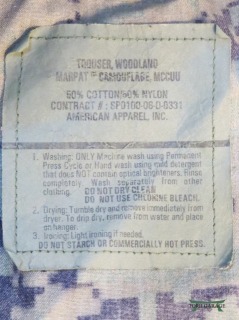 TROUSER, WOODLAND
MARPAT™ CAMOUFLAGE, MCCUU
50% COTTON/50% NYLON
CONTRACT #: SP0100-06-D-0331
AMERICAN APPAREL, INC.
1. Washing: ONLY Machine wash using Permanent
Press Cycle or Hand wash using mild detergent
that does NOT contain optical brighteners. Rinse
completely. Wash separately from other
clothing. DO NOT DRY CLEAN
DO NOT USE CHLORINE BLEACH.
2. Drying: Tumble dry and remove immediately from
dryer. To drip dry, remove from water and place
on hanger.
3. Ironing: Light ironing if needed.
DO NOT STARCH OR COMMERCIALLY HOT PRESS.